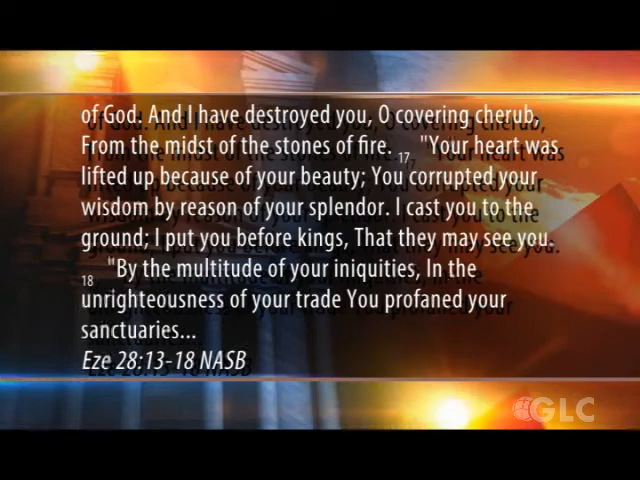 of God. And I have destroyed you, O covering cherub,
From the midst of the stones of fire. 17 "Your heart was
lifted up because of your beauty; You corrupted your
wisdom by reason of your splendor. I cast you to the
ground; I put you before kings, That they may see you.
18 "By the multitude of your iniquities, In the
unrighteousness of your trade You profaned your
sanctuaries...
Eze 28:13-18 NASB
GLC